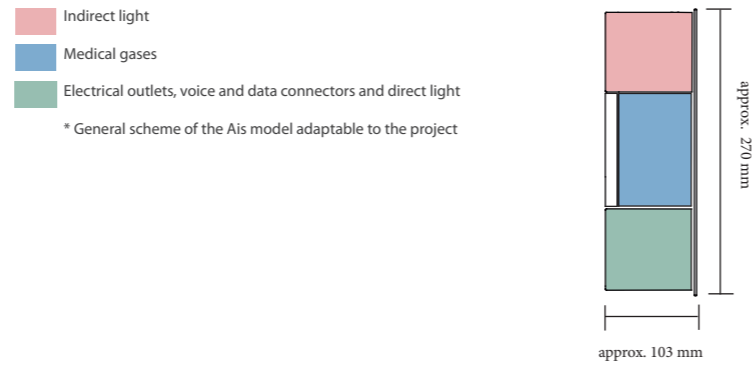 Indirect light
Medical gases
Electrical outlets, voice and data connectors and direct light
* General scheme of the Ais model adaptable to the project
approx. 270 mm
approx. 103 mm